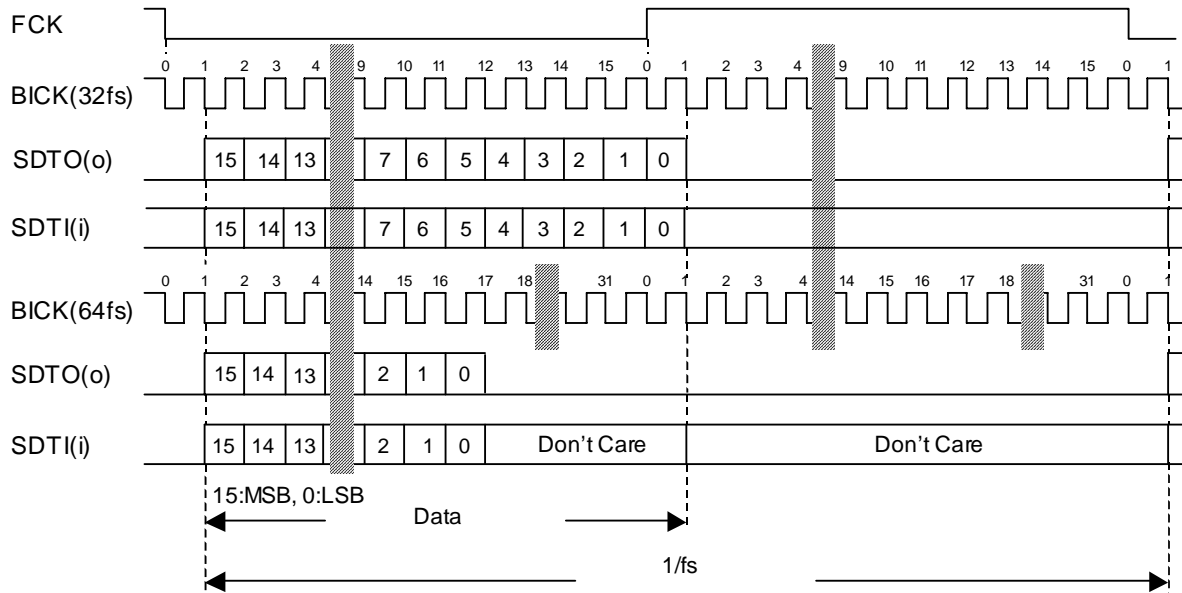 FCK
0 1 2 3 4 9 10 11 12 13 14 15 0 1 2 3 4 9 10 11 12 13 14 15 0 1
BICK(32fs)
SDTO(o) 15 14 13 7 6 5 4 3 2 1 0
SDTI(i) 15 14 13 7 6 5 4 3 2 1 0
0 1 2 3 4 14 15 16 17 18 31 0 1 2 3 4 14 15 16 17 18 31 0 1
BICK(64fs)
SDTO(o) 15 14 13 2 1 0
SDTI(i) 15 14 13 2 1 0 Don't Care Don't Care
15:MSB, 0:LSB
Data
1/fs